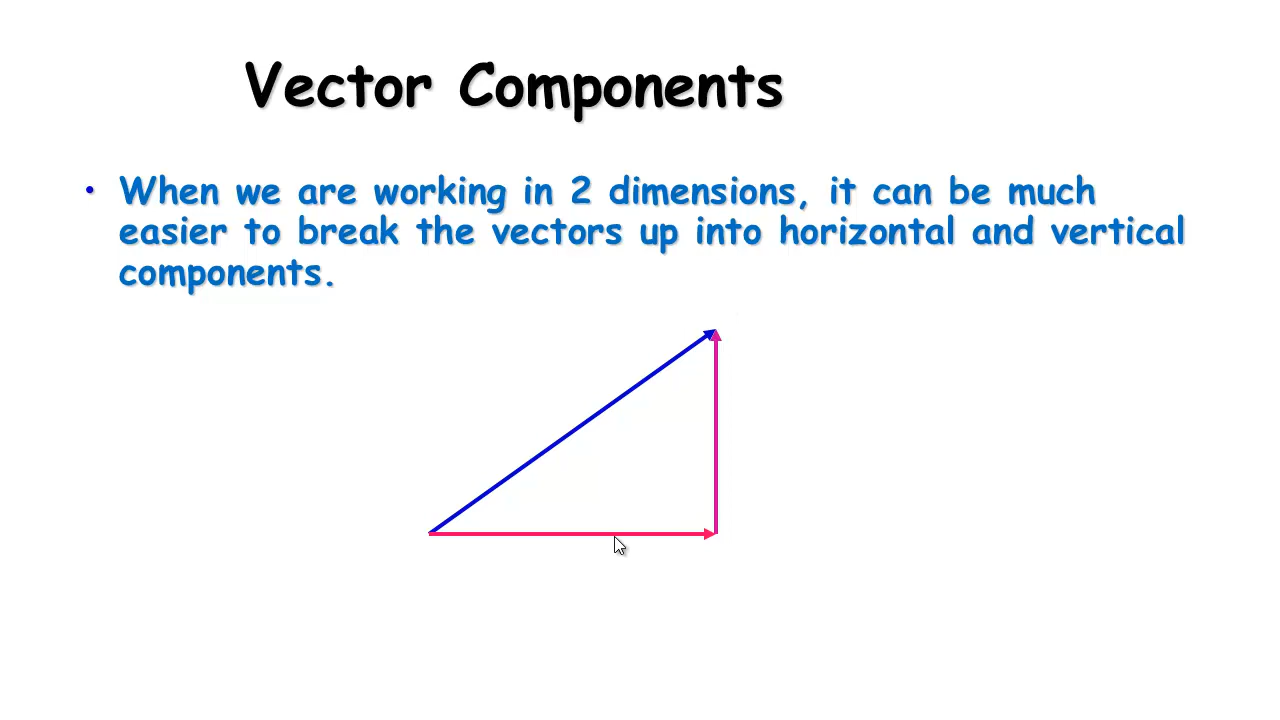 Vector Components
• When we are working in 2 dimensions, it can be much
easier to break the vectors up into horizontal and vertical
components.